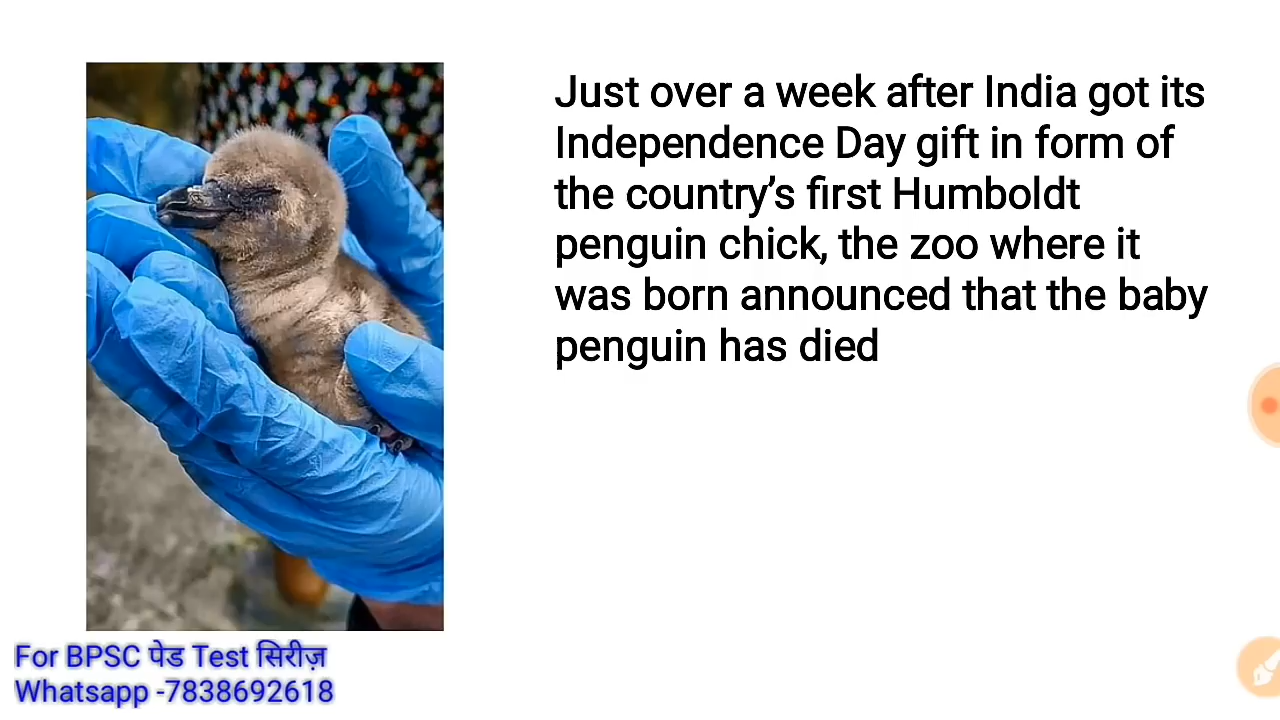 Just over a week after India got its
Independence Day gift in form of
the country’s first Humboldt
penguin chick, the zoo where it
was born announced that the baby
penguin has died
For BPSC पेड Test सिरीज़
Whatsapp -7838692618